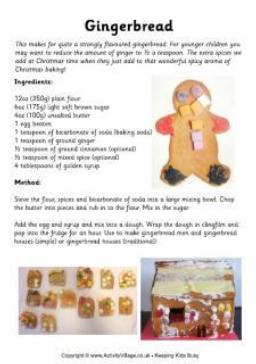 Gingerbread
This makes for quite a strongly flavoured gingerbread. For younger children you
may want to reduce the amount of ginger to ½ a teaspoon. The extra spices we
add at Christmas time when they just add to that wonderful spicy aroma of
Christmas baking!
Ingredients:
12oz (350g) plain flour
6oz (175g) light soft brown sugar
4oz (100g) unsalted butter
1 egg beaten
1 teaspoon of bicarbonate of soda (baking soda)
1 teaspoon of ground ginger
½ teaspoon of ground cinnamon (optional)
½ teaspoon of mixed spice (optional)
4 tablespoons of golden syrup
Method:
Sieve the flour, spices and bicarbonate of soda into a large mixing bowl. Chop
the butter into pieces and rub in to the flour. Mix in the sugar.
Add the egg and syrup and mix into a dough. Wrap the dough in clingfilm and
pop into the fridge for an hour. Use to make gingerbread men and gingerbread
houses (simple) or gingerbread houses (traditional)
Copyright © www.ActivityVillage.co.uk - Keeping Kids Busy